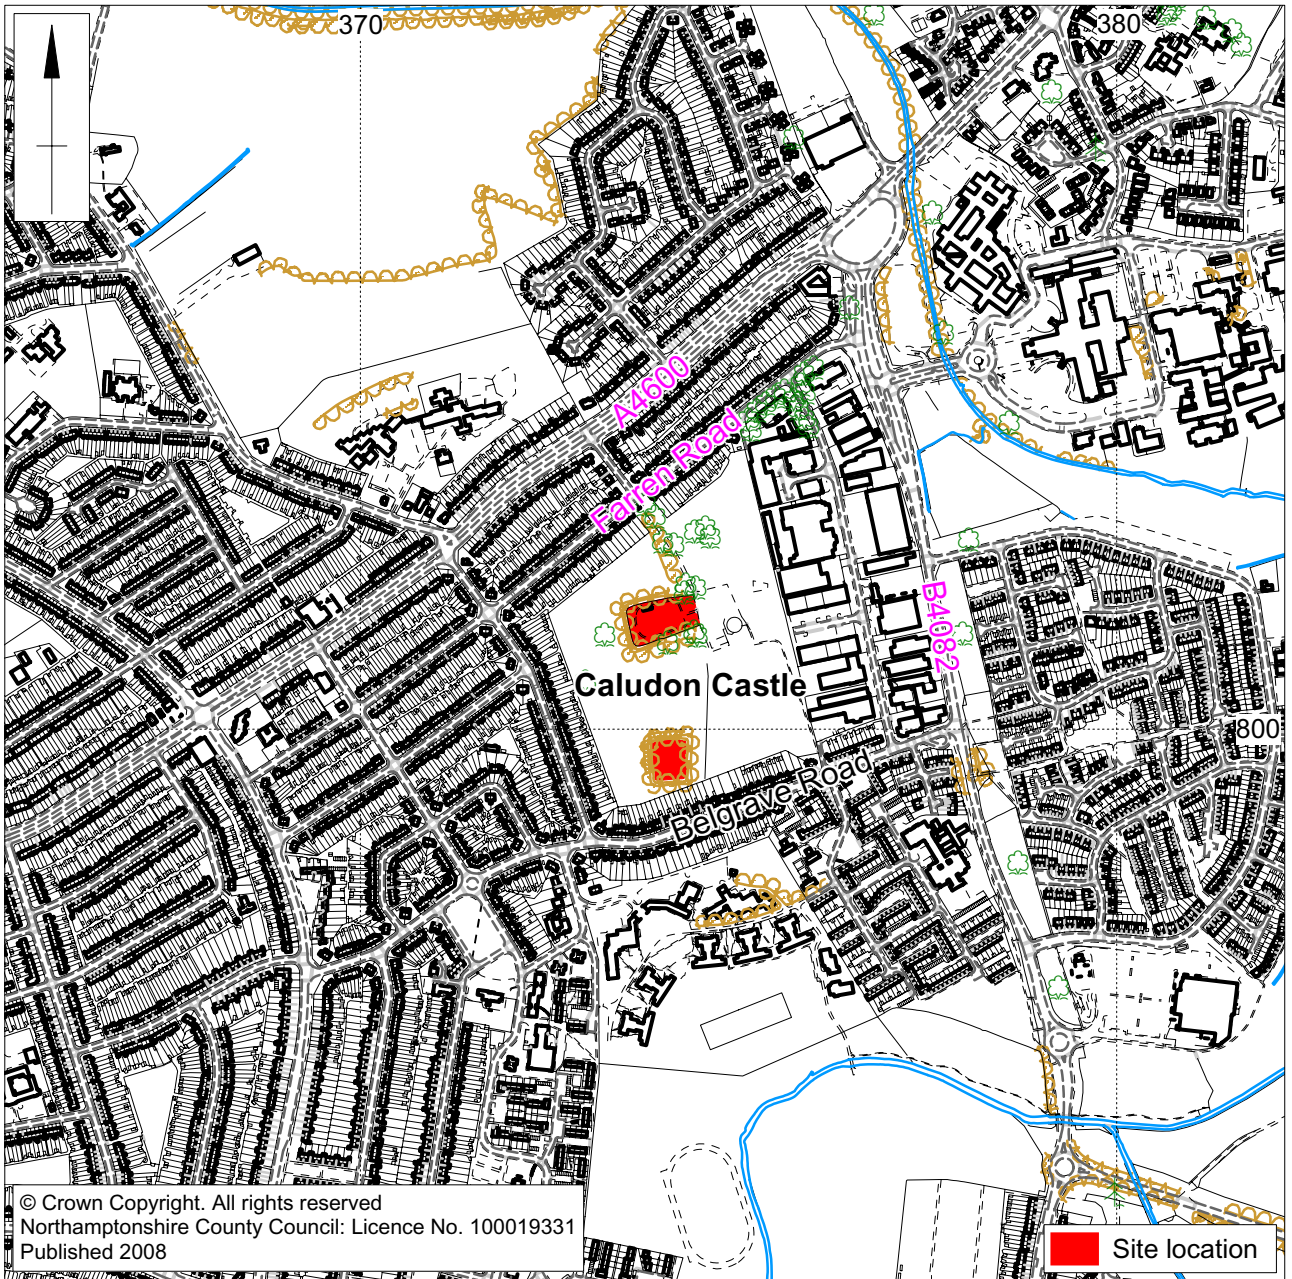 370
380
A4600
Farren Road
B4082
Caludon Castle
800
Belgrave Road
© Crown Copyright. All rights reserved
Northamptonshire County Council: Licence No. 100019331
Published 2008
Site location